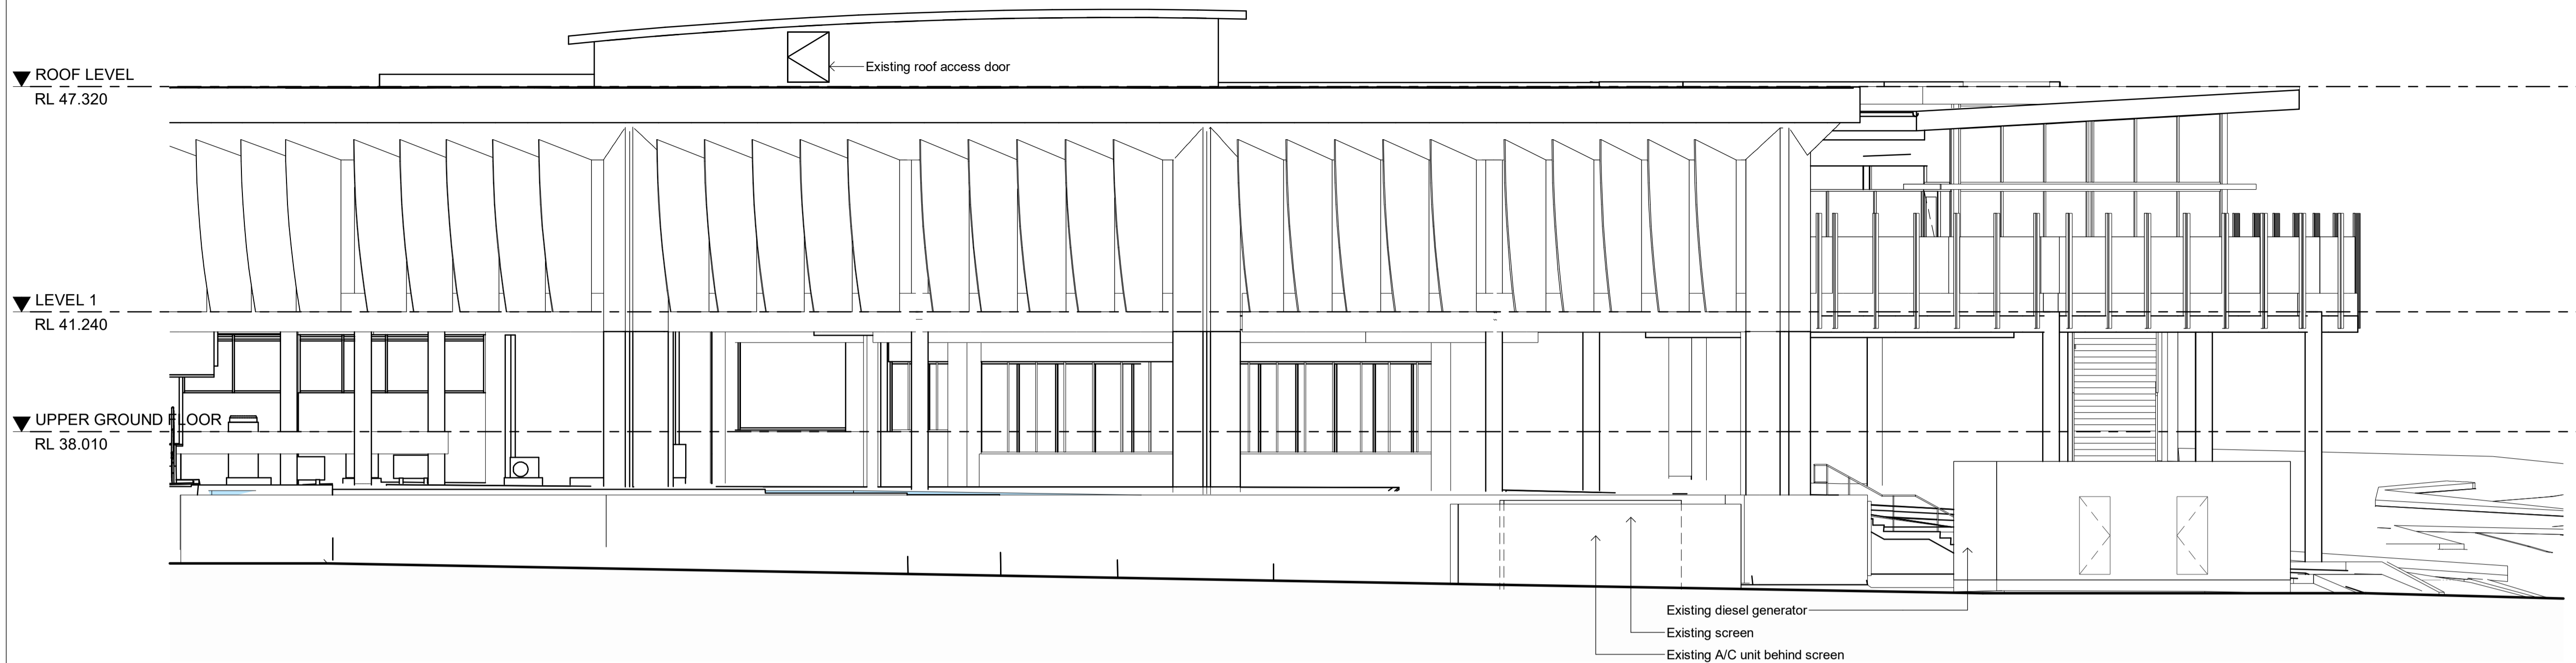 Existing roof access door
ROOF LEVEL
RL 47.320
LEVEL 1
RL 41.240
UPPER GROUND FLOOR
RL 38.010
Existing diesel generator
Existing screen
Existing A/C unit behind screen